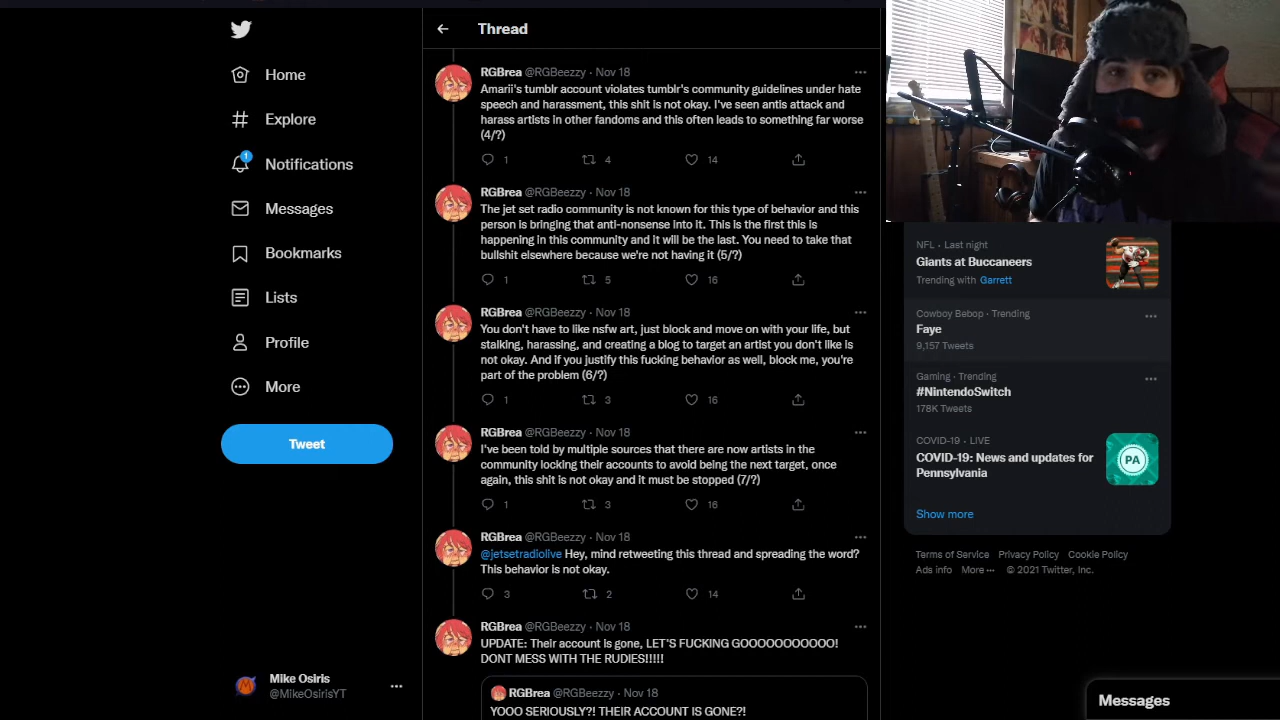 Home
Explore
Notifications
1
Messages
Bookmarks
Lists
Profile
More
Tweet
Mike Osiris
@MikeOsirisYT
Thread
RGBrea @RGBeezzy · Nov 18
Amarii's tumblr account violates tumblr's community guidelines under hate
speech and harassment, this shit is not okay. I've seen antis attack and
harass artists in other fandoms and this often leads to something far worse
(4/?)
1 4 14
RGBrea @RGBeezzy · Nov 18
The jet set radio community is not known for this type of behavior and this
person is bringing that anti-nonsense into it. This is the first this is
happening in this community and it will be the last. You need to take that
bullshit elsewhere because we're not having it (5/?)
1 5 16
RGBrea @RGBeezzy · Nov 18
You don't have to like nsfw art, just block and move on with your life, but
stalking, harassing, and creating a blog to target an artist you don't like is
not okay. And if you justify this fucking behavior as well, block me, you're
part of the problem (6/?)
1 3 16
RGBrea @RGBeezzy · Nov 18
I've been told by multiple sources that there are now artists in the
community locking their accounts to avoid being the next target, once
again, this shit is not okay and it must be stopped (7/?)
1 3 16
RGBrea @RGBeezzy · Nov 18
@jetsetradiolive Hey, mind retweeting this thread and spreading the word?
This behavior is not okay.
3 2 14
RGBrea @RGBeezzy · Nov 18
UPDATE: Their account is gone, LET'S FUCKING GOOOOOOOOOOO!
DONT MESS WITH THE RUDIES!!!!!
RGBrea @RGBeezzy · Nov 18
YOOO SERIOUSLY?! THEIR ACCOUNT IS GONE?!
NFL · Last night
Giants at Buccaneers
Trending with Garrett
Cowboy Bebop · Trending
Faye
9,157 Tweets
Gaming · Trending
#NintendoSwitch
178K Tweets
COVID-19 · LIVE
COVID-19: News and updates for
Pennsylvania
PA
Show more
Terms of Service Privacy Policy Cookie Policy
Ads info More ··· © 2021 Twitter, Inc.
Messages